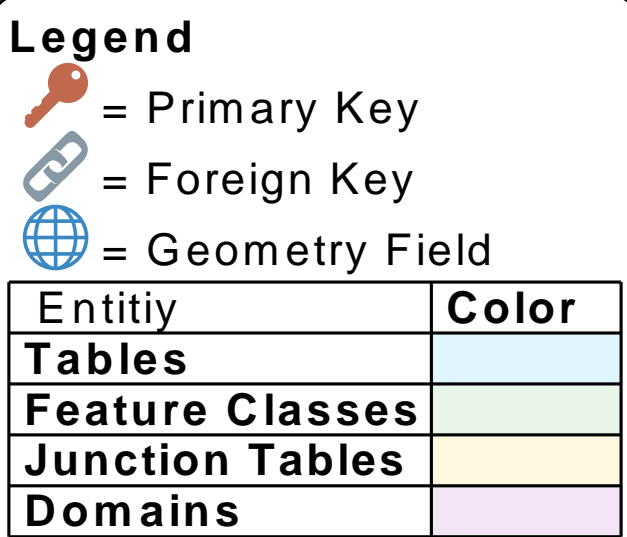 Legend
= Primary Key
= Foreign Key
= Geometry Field
Entitiy Color
Tables
Feature Classes
Junction Tables
Domains